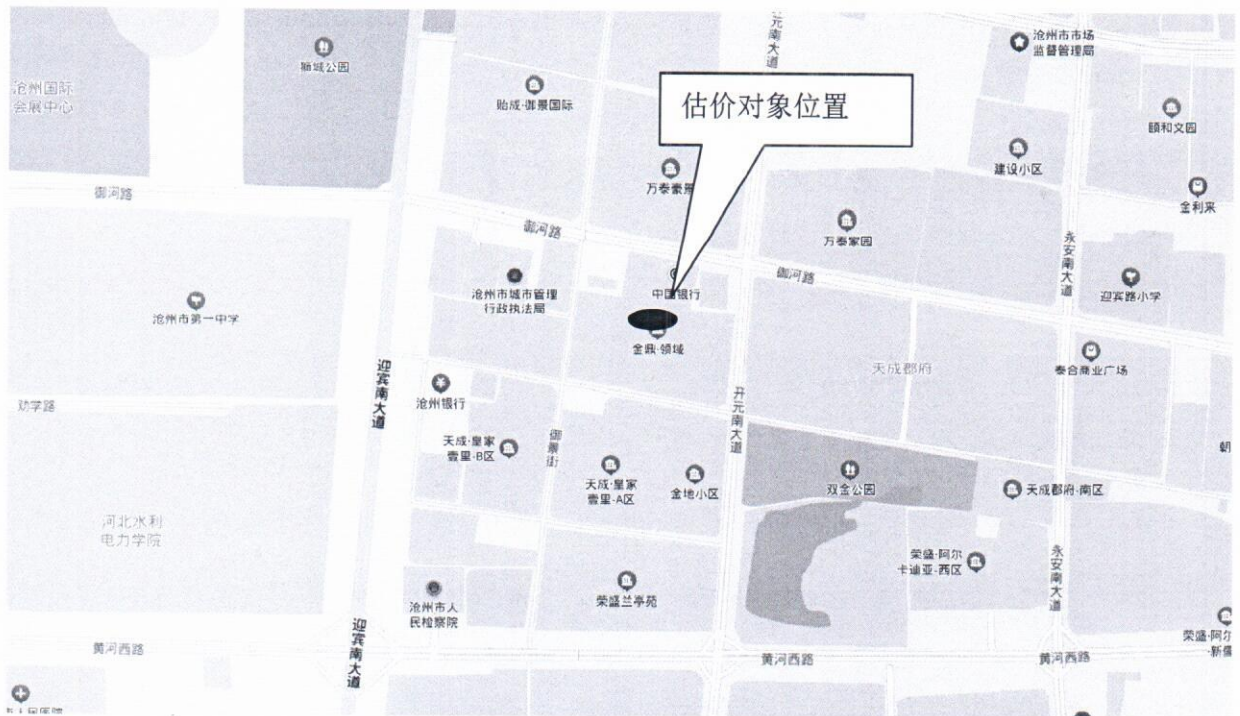 开元南大道
沧州市市场
监督管理局
狮城公园
沧州国际
会展中心
贻成·御景国际
估价对象位置
颐和文园
建设小区
万泰豪景
御河路
金利来
御河路
万泰家园
永安南大道
御河路
沧州市城市管理
行政执法局
中国银行
迎宾路小学
沧州市第一中学
金鼎·领域
天成郡府
泰合商业广场
迎宾南大道
沧州银行
开元南大道
劝学路
御景街
天成·皇家
壹里-B区
朝
天成·皇家
壹里-A区
金地小区
双金公园
天成郡府-南区
河北水利
电力学院
荣盛·阿尔
卡迪亚-西区
永安南大道
荣盛兰亭苑
沧州市人
民检察院
迎宾南大道
荣盛·阿尔
黄河西路
黄河西路
黄河西路